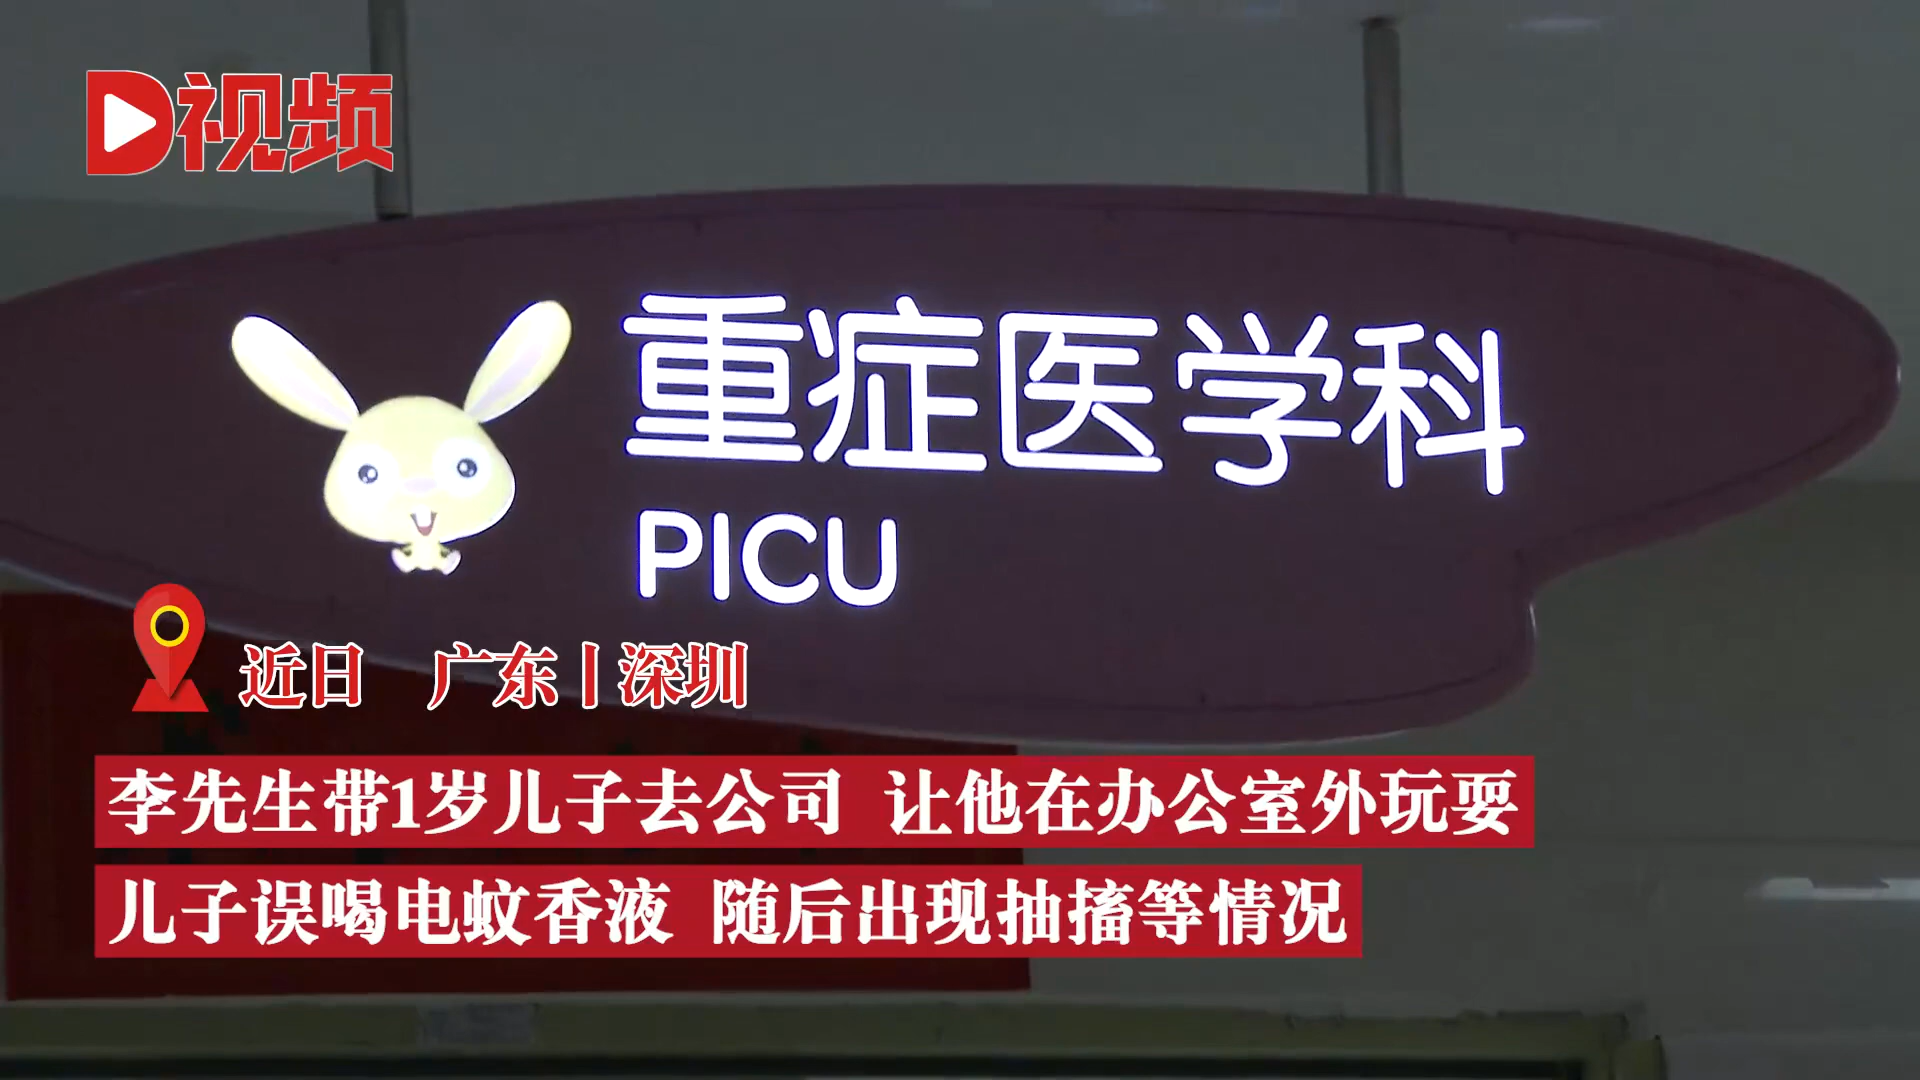 D视频
重症医学科
PICU
近日 广东|深圳
李先生带1岁儿子去公司 让他在办公室外玩耍
儿子误喝电蚊香液 随后出现抽搐等情况